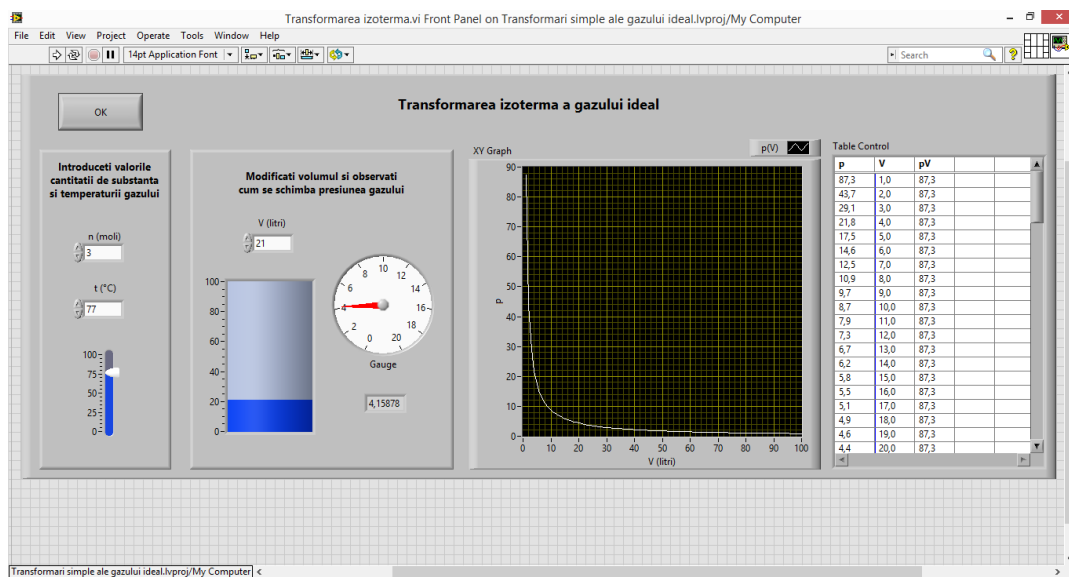 Transformarea izoterma.vi Front Panel on Transformari simple ale gazului ideal.lvproj/My Computer
File Edit View Project Operate Tools Window Help
14pt Application Font
Search
OK
Transformarea izoterma a gazului ideal
Introduceti valorile
cantitatii de substanta
si temperaturii gazului
n (moli)
3
t (°C)
77
100
75
50
25
0
Modificati volumul si observati
cum se schimba presiunea gazului
V (litri)
21
100
80
60
40
20
0
0 2 4 6 8 10 12 14 16 18 20
Gauge
4,15878
XY Graph
p(V)
p
90
80
70
60
50
40
30
20
10
0
0 10 20 30 40 50 60 70 80 90 100
V (litri)
Table Control
p V pV
87,3 1,0 87,3
43,7 2,0 87,3
29,1 3,0 87,3
21,8 4,0 87,3
17,5 5,0 87,3
14,6 6,0 87,3
12,5 7,0 87,3
10,9 8,0 87,3
9,7 9,0 87,3
8,7 10,0 87,3
7,9 11,0 87,3
7,3 12,0 87,3
6,7 13,0 87,3
6,2 14,0 87,3
5,8 15,0 87,3
5,5 16,0 87,3
5,1 17,0 87,3
4,9 18,0 87,3
4,6 19,0 87,3
4,4 20,0 87,3
Transformari simple ale gazului ideal.lvproj/My Computer